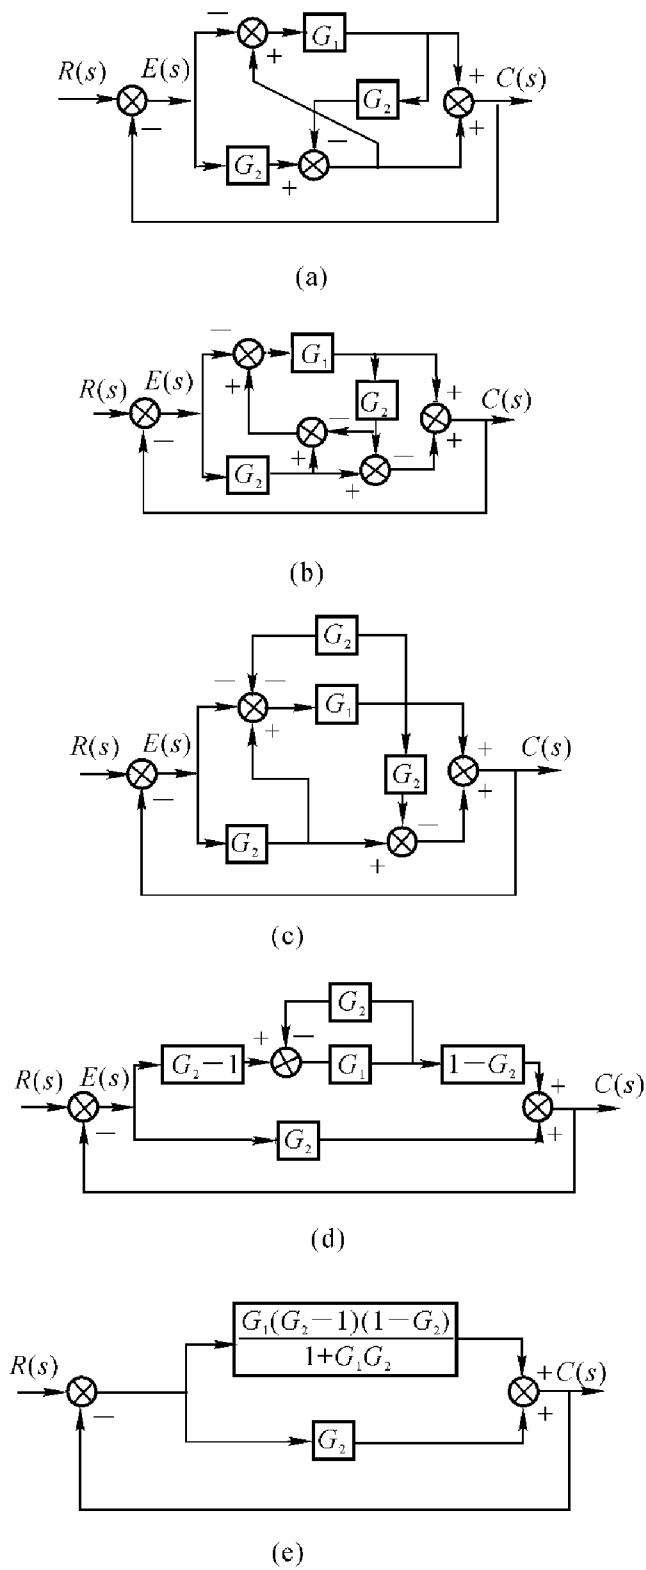 − G₁
+
R(s) E(s) + C(s)
G₂
− − +
G₂
+
(a)
− G₁
+
R(s) E(s) G₂ + C(s)
− − +
+ −
G₂ +
(b)
G₂
− −
G₁
+
R(s) E(s) + C(s)
− G₂ +
−
G₂
+
(c)
G₂
+ −
G₂−1 G₁ 1−G₂
R(s) E(s) + C(s)
− G₂ +
(d)
G₁(G₂−1)(1−G₂)
1+G₁G₂
R(s) + C(s)
− +
G₂
(e)